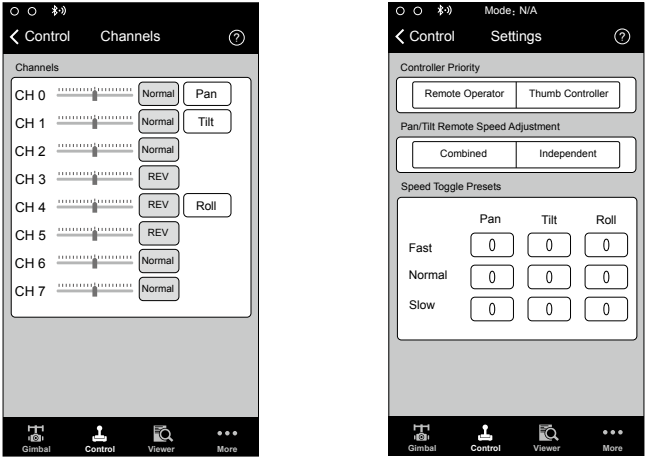 Control Channels ?
Channels
CH 0 Normal Pan
CH 1 Normal Tilt
CH 2 Normal
CH 3 REV
CH 4 REV Roll
CH 5 REV
CH 6 Normal
CH 7 Normal
Gimbal Control Viewer More
Mode: N/A
Control Settings ?
Controller Priority
Remote Operator Thumb Controller
Pan/Tilt Remote Speed Adjustment
Combined Independent
Speed Toggle Presets
Pan Tilt Roll
Fast 0 0 0
Normal 0 0 0
Slow 0 0 0
Gimbal Control Viewer More